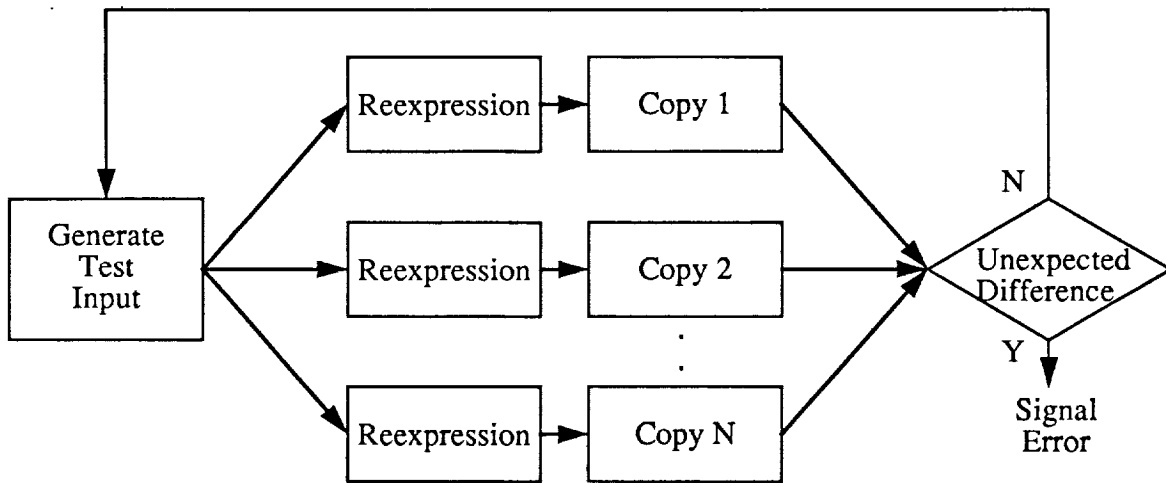 Reexpression
Copy 1
N
Generate
Test
Input
Reexpression
Copy 2
Unexpected
Difference
Y
Reexpression
Copy N
Signal
Error